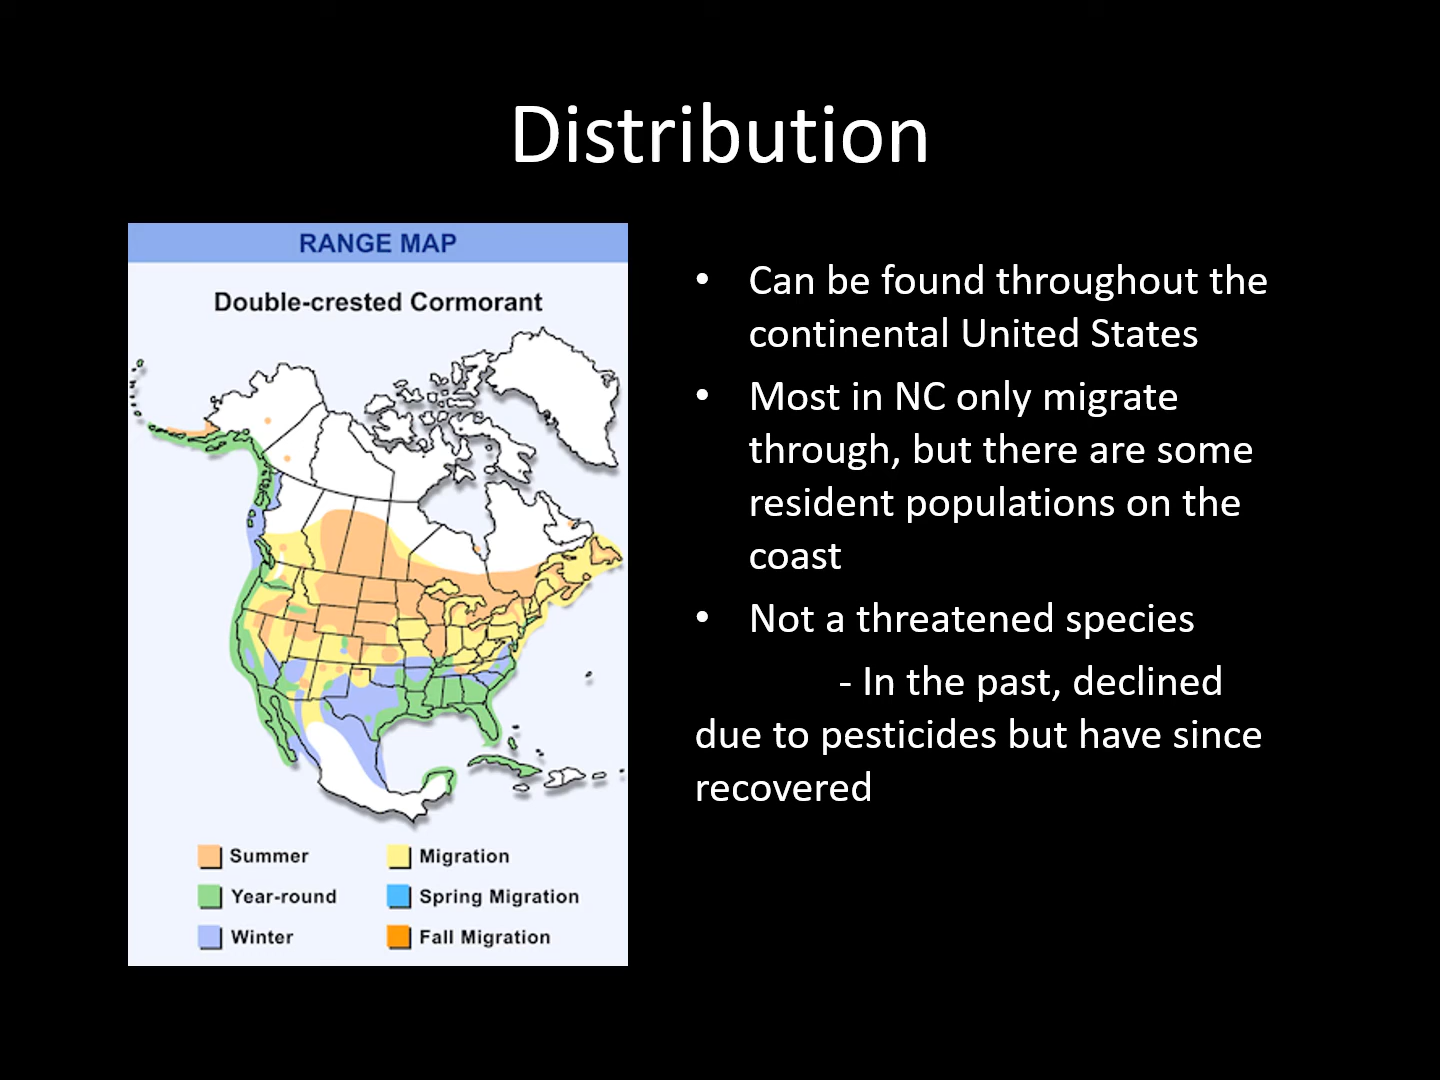 Distribution
RANGE MAP
Double-crested Cormorant
Summer
Migration
Year-round
Spring Migration
Winter
Fall Migration
• Can be found throughout the
continental United States
• Most in NC only migrate
through, but there are some
resident populations on the
coast
• Not a threatened species
- In the past, declined
due to pesticides but have since
recovered